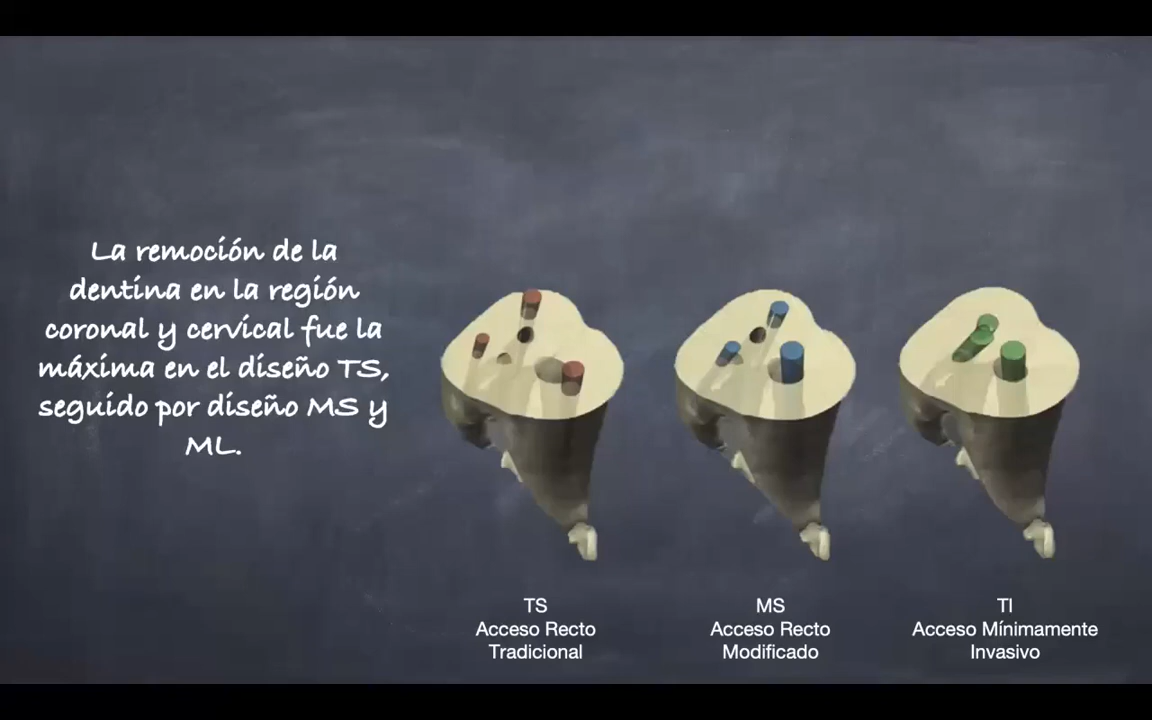 La remoción de la
dentina en la región
coronal y cervical fue la
máxima en el diseño TS,
seguido por diseño MS y
ML.
TS
Acceso Recto
Tradicional
MS
Acceso Recto
Modificado
TI
Acceso Mínimamente
Invasivo